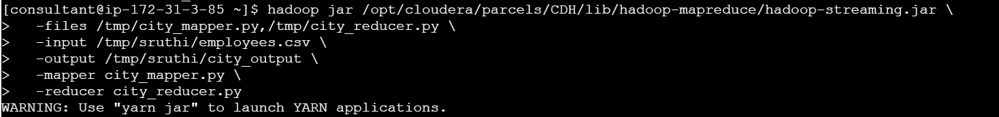 [consultant@ip-172-31-3-85 ~]$ hadoop jar /opt/cloudera/parcels/CDH/lib/hadoop-mapreduce/hadoop-streaming.jar \
>   -files /tmp/city_mapper.py,/tmp/city_reducer.py \
>   -input /tmp/sruthi/employees.csv \
>   -output /tmp/sruthi/city_output \
>   -mapper city_mapper.py \
>   -reducer city_reducer.py
WARNING: Use "yarn jar" to launch YARN applications.